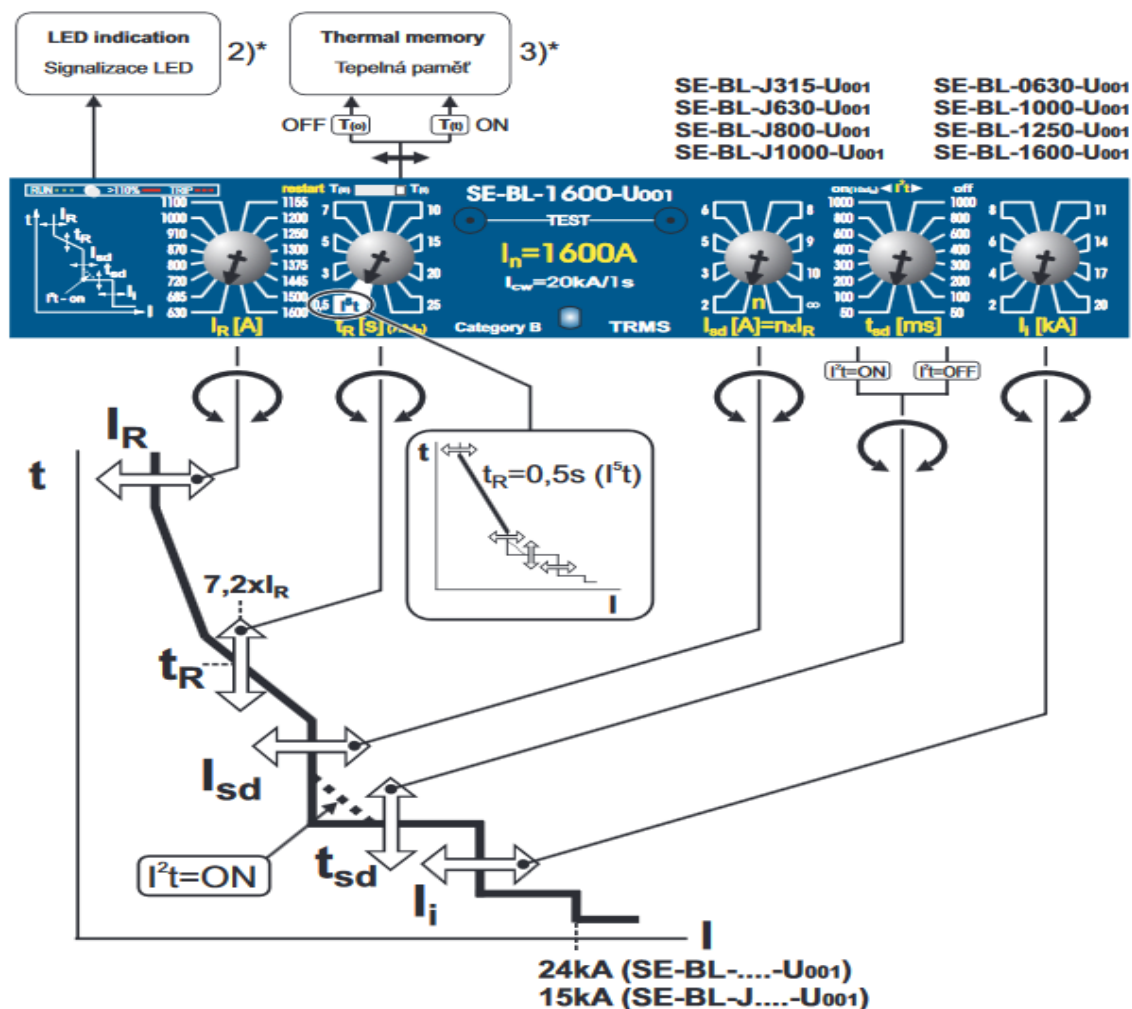 LED indication
Signalizace LED
2)*
Thermal memory
Tepelná paměť
3)*
OFF T(o) T(t) ON
SE-BL-J315-U001 SE-BL-0630-U001
SE-BL-J630-U001 SE-BL-1000-U001
SE-BL-J800-U001 SE-BL-1250-U001
SE-BL-J1000-U001 SE-BL-1600-U001
RUN >110% TRIP
t
IR
tR
Isd
tsd
Ii
I²t - on
I
1100 1155
1000 1200
910 1250
870 1300
800 1375
720 1445
685 1500
630 1600
IR [A]
restart T(o) T(t)
7 10
5 15
3 20
0,5 I⁵t 25
tR [s]
SE-BL-1600-U001
TEST
In=1600A
Icw=20kA/1s
Category B TRMS
6 8
5 9
3 10
2 n ∞
Isd [A]=nxIR
on ◄ I²t ► off
1000 1000
800 800
600 600
400 400
300 300
200 200
100 100
50 50
tsd [ms]
8 11
6 14
4 17
2 20
Ii [kA]
I²t=ON I²t=OFF
t
IR
7,2xIR
tR
Isd
I²t=ON
tsd
Ii
I
t
tR=0,5s (I⁵t)
I
24kA (SE-BL-....-U001)
15kA (SE-BL-J....-U001)